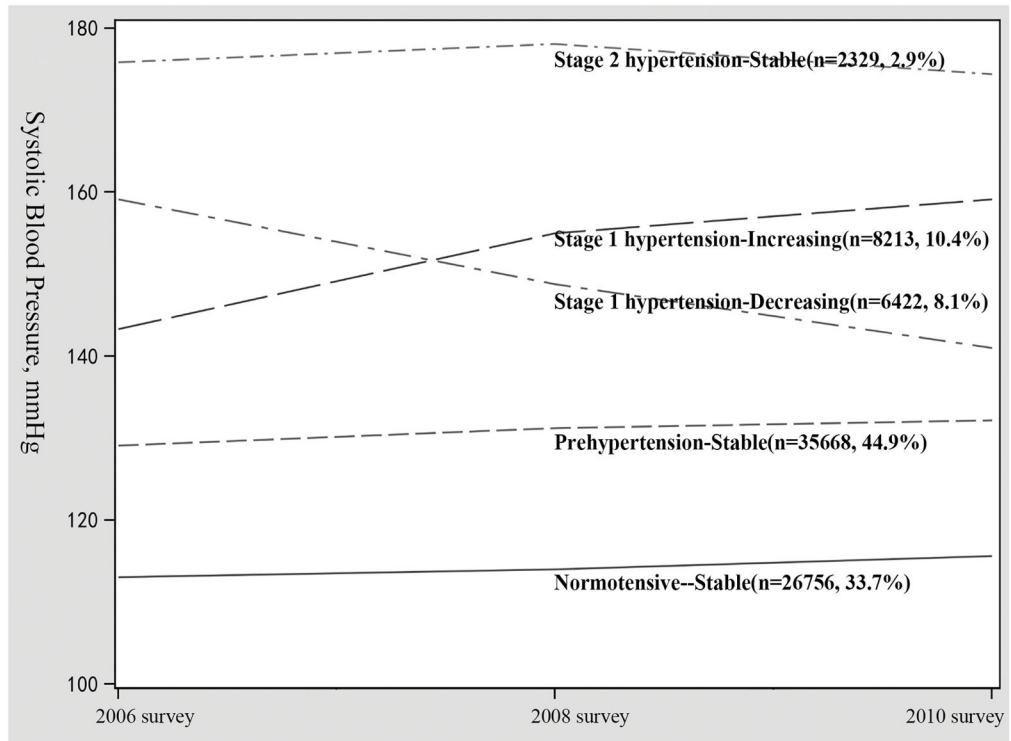 180
Stage 2 hypertension-Stable(n=2329, 2.9%)
Systolic Blood Pressure, mmHg
160
Stage 1 hypertension-Increasing(n=8213, 10.4%)
Stage 1 hypertension-Decreasing(n=6422, 8.1%)
140
Prehypertension-Stable(n=35668, 44.9%)
120
Normotensive--Stable(n=26756, 33.7%)
100
2006 survey
2008 survey
2010 survey